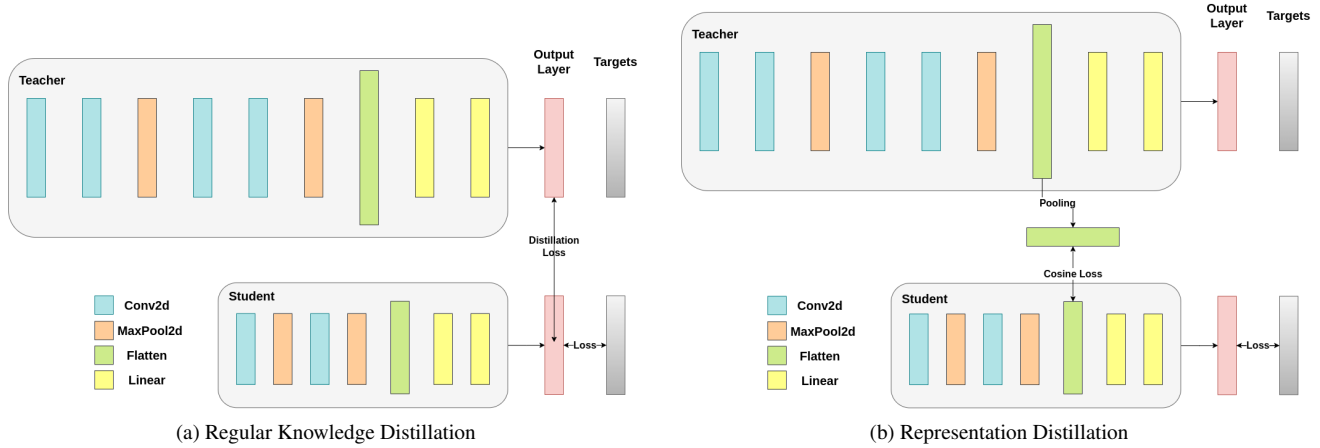 Teacher
Output
Layer
Targets
Distillation
Loss
Student
Loss
Conv2d
MaxPool2d
Flatten
Linear
(a) Regular Knowledge Distillation
Teacher
Output
Layer
Targets
Pooling
Cosine Loss
Student
Loss
Conv2d
MaxPool2d
Flatten
Linear
(b) Representation Distillation